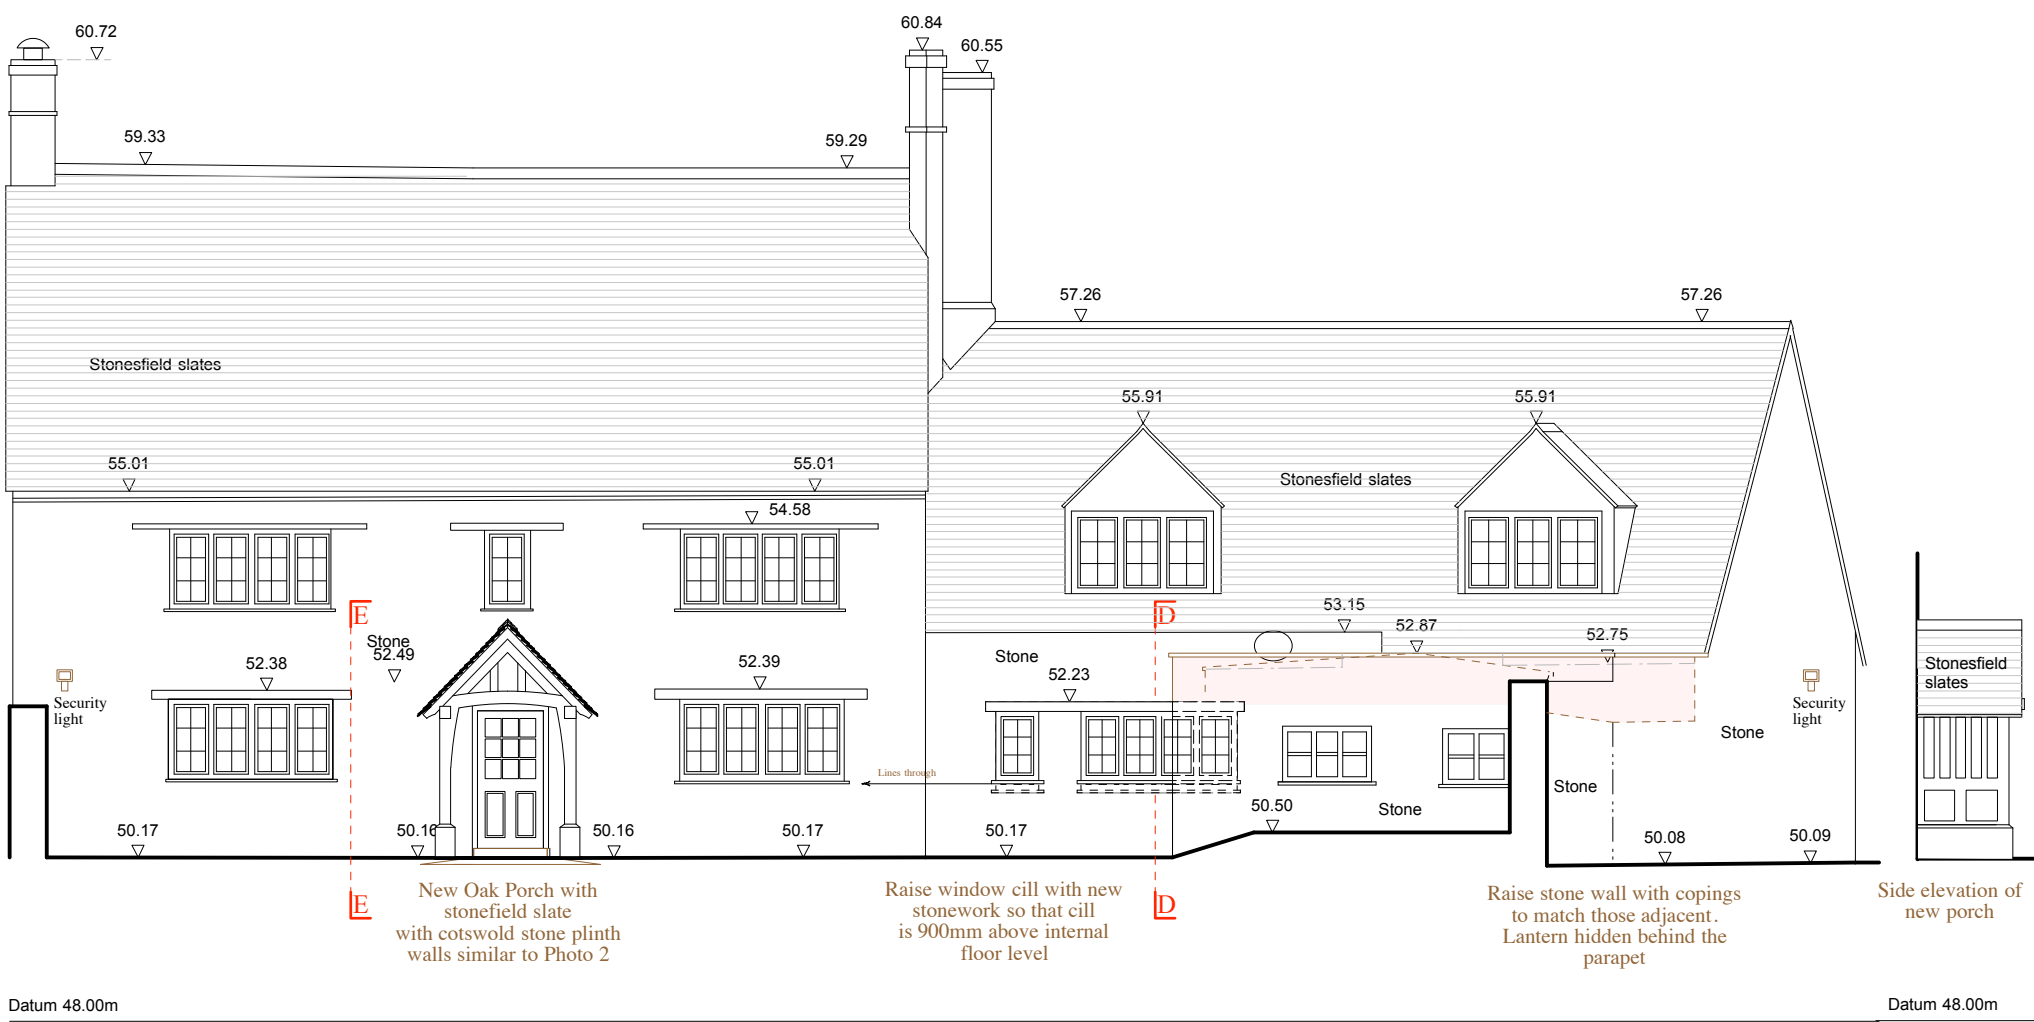 60.72
60.84
60.55
59.33
59.29
57.26
57.26
Stonesfield slates
55.91
55.91
55.01
55.01
Stonesfield slates
54.58
E
D
53.15
52.87
52.75
Stone
52.49
Stone
52.38
52.39
52.23
Security
light
Security
light
Stonesfield
slates
Stone
Lines through
Stone
50.50
Stone
50.17
50.16
50.16
50.17
50.17
50.08
50.09
E
D
New Oak Porch with
stonefield slate
with cotswold stone plinth
walls similar to Photo 2
Raise window cill with new
stonework so that cill
is 900mm above internal
floor level
Raise stone wall with copings
to match those adjacent.
Lantern hidden behind the
parapet
Side elevation of
new porch
Datum 48.00m
Datum 48.00m